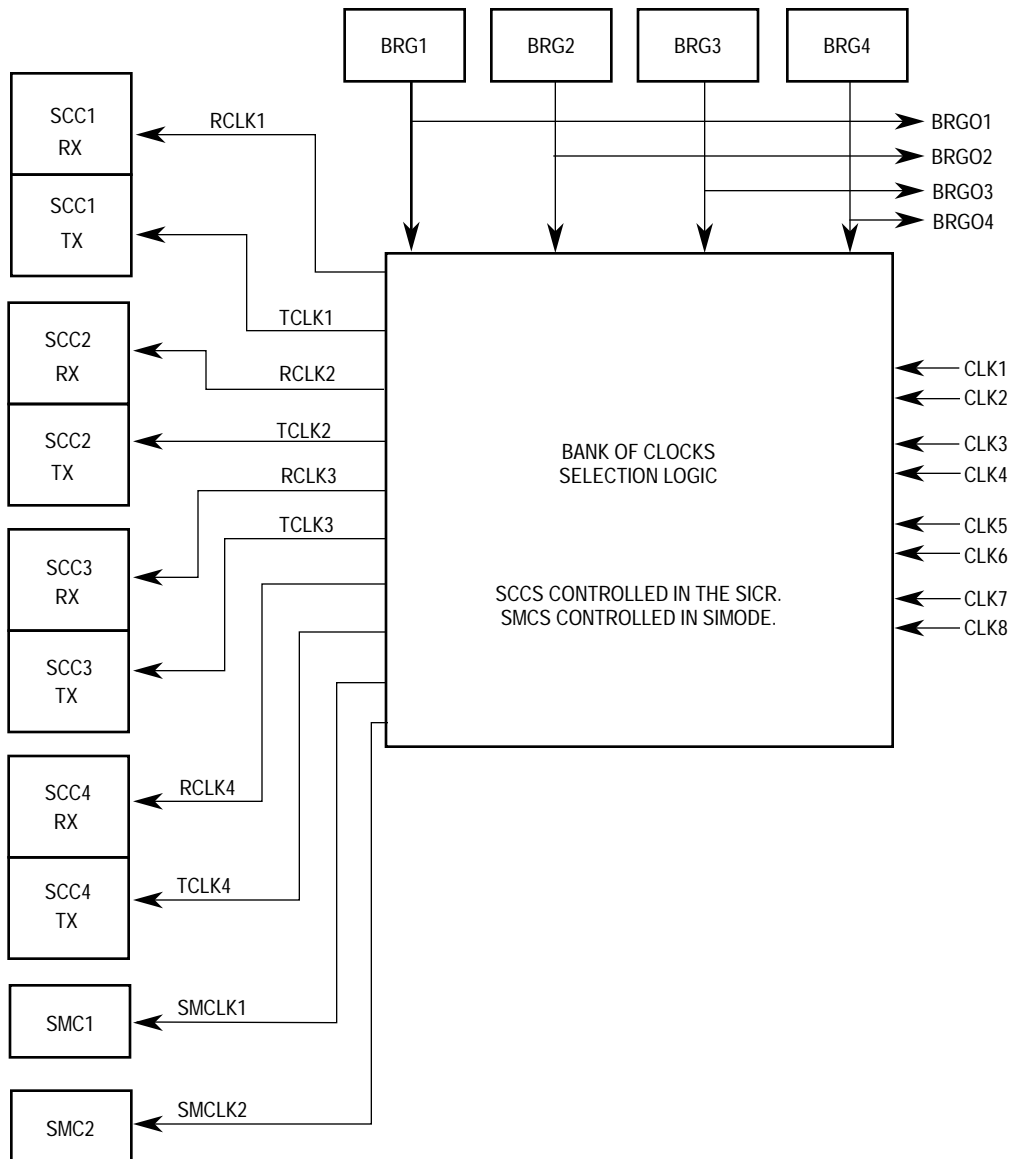 BRG1
BRG2
BRG3
BRG4
SCC1
RX
RCLK1
BRGO1
BRGO2
BRGO3
BRGO4
SCC1
TX
TCLK1
SCC2
RX
RCLK2
CLK1
CLK2
SCC2
TX
TCLK2
CLK3
CLK4
BANK OF CLOCKS
SELECTION LOGIC
RCLK3
TCLK3
CLK5
CLK6
SCC3
RX
SCCS CONTROLLED IN THE SICR.
SMCS CONTROLLED IN SIMODE.
CLK7
CLK8
SCC3
TX
SCC4
RX
RCLK4
SCC4
TX
TCLK4
SMC1
SMCLK1
SMC2
SMCLK2